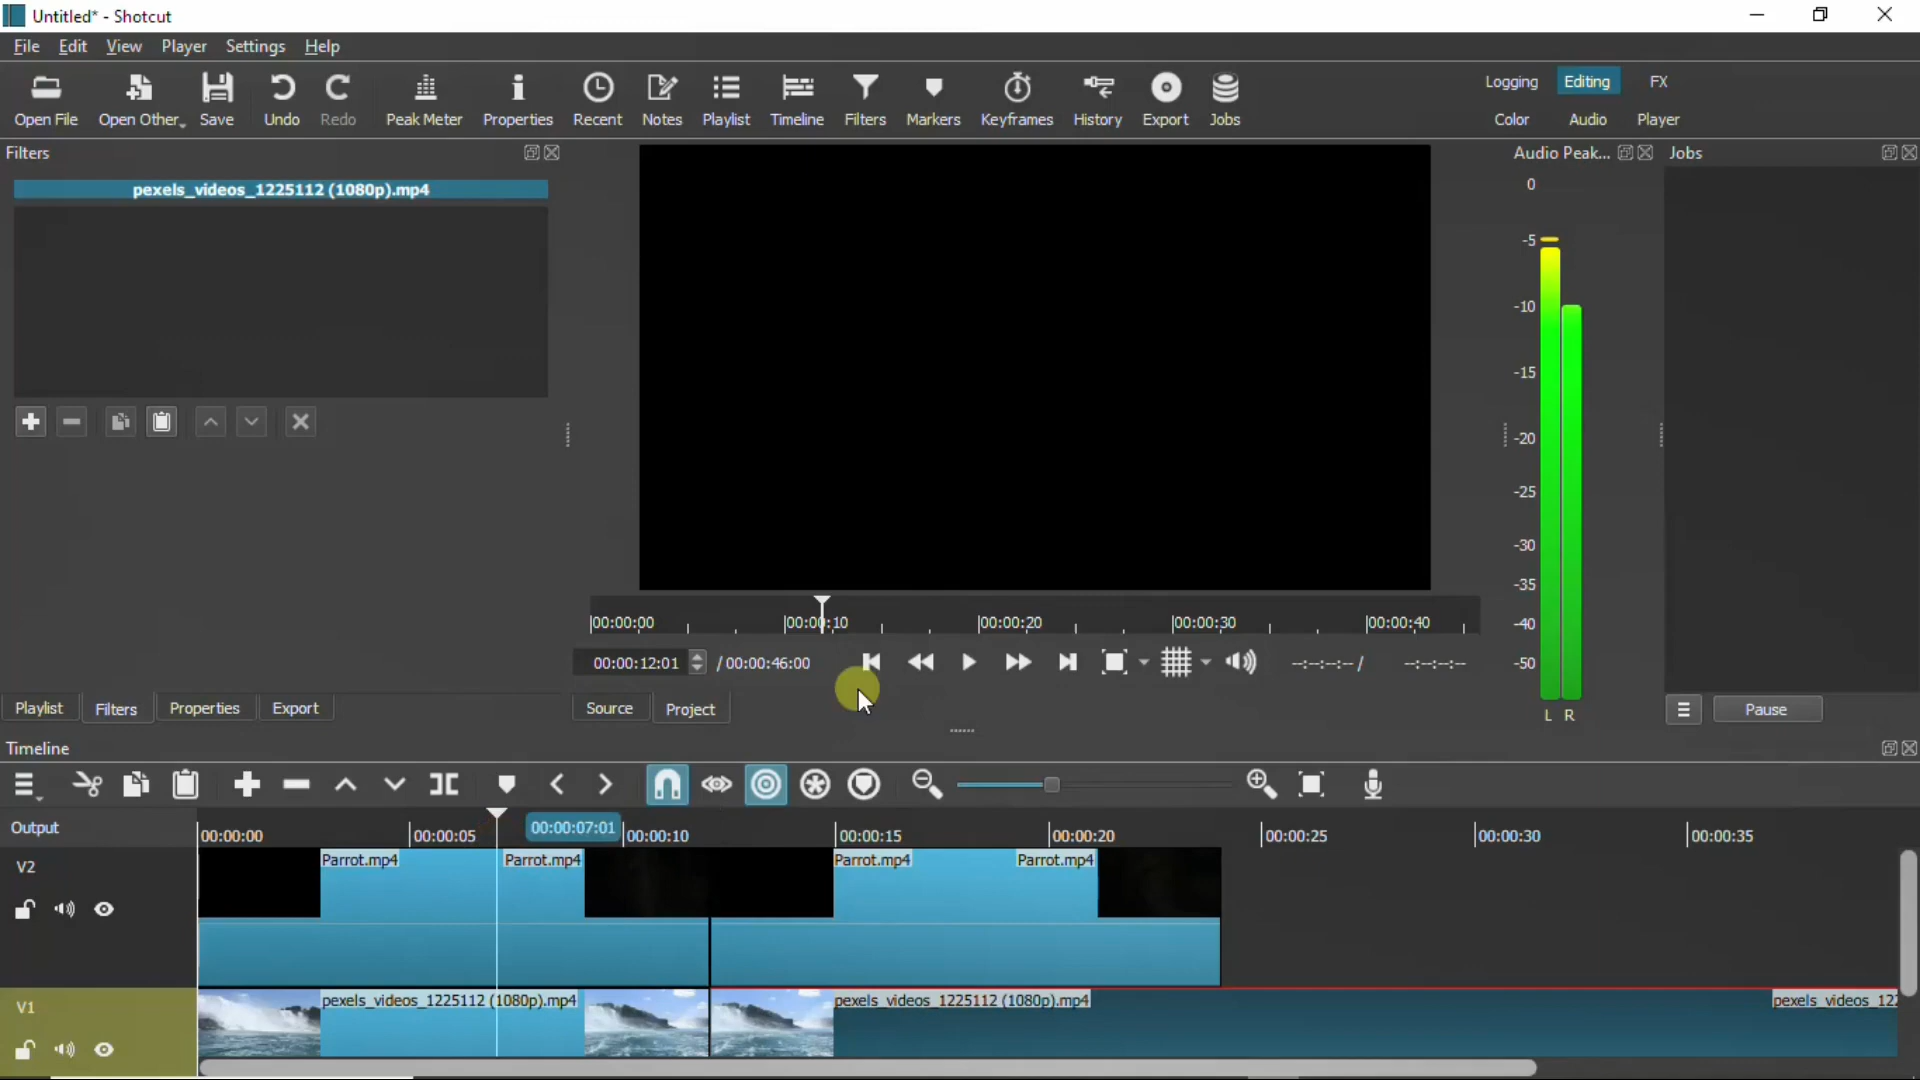 Untitled* - Shotcut
File Edit View Player Settings Help
Open File Open Other Save Undo Redo Peak Meter Properties Recent Notes Playlist Timeline Filters Markers Keyframes History Export Jobs
Logging Editing FX
Color Audio Player
Filters
pexels_videos_1225112 (1080p).mp4
Audio Peak...
Jobs
0
-5
-10
-15
-20
-25
-30
-35
-40
-50
L R
00:00:00 00:00:10 00:00:20 00:00:30 00:00:40
00:00:12:01 / 00:00:46:00 --:--:--:-- / --:--:--:--
Playlist Filters Properties Export
Source Project
Pause
Timeline
Output
00:00:00 00:00:05 00:00:07:01 00:00:10 00:00:15 00:00:20 00:00:25 00:00:30 00:00:35
V2
Parrot.mp4 Parrot.mp4 Parrot.mp4 Parrot.mp4
V1
pexels_videos_1225112 (1080p).mp4 pexels_videos_1225112 (1080p).mp4 pexels_videos_122